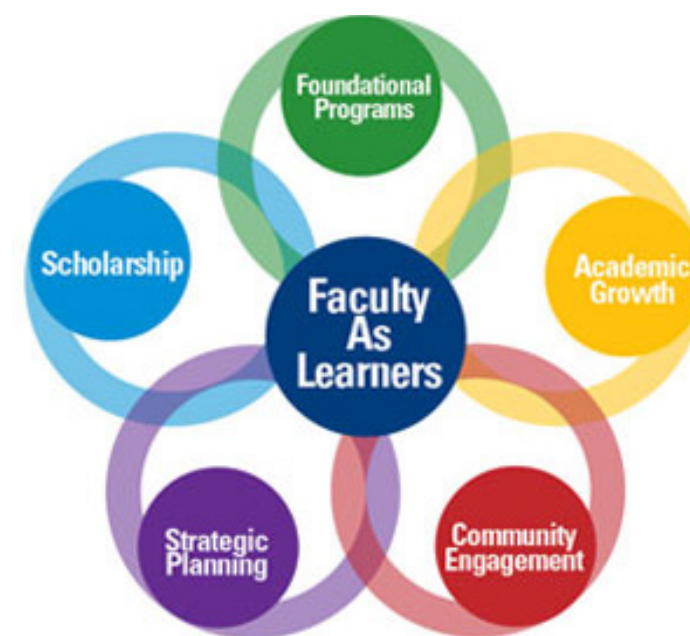 Foundational
Programs
Scholarship
Academic
Growth
Faculty
As
Learners
Strategic
Planning
Community
Engagement